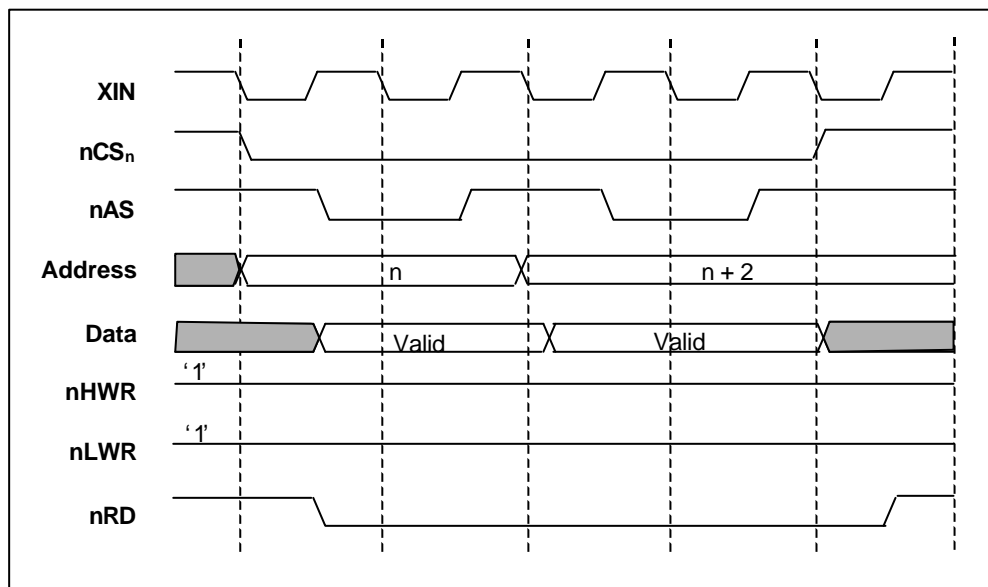 XIN
nCSn
nAS
Address n n + 2
Data Valid Valid
'1'
nHWR
'1'
nLWR
nRD